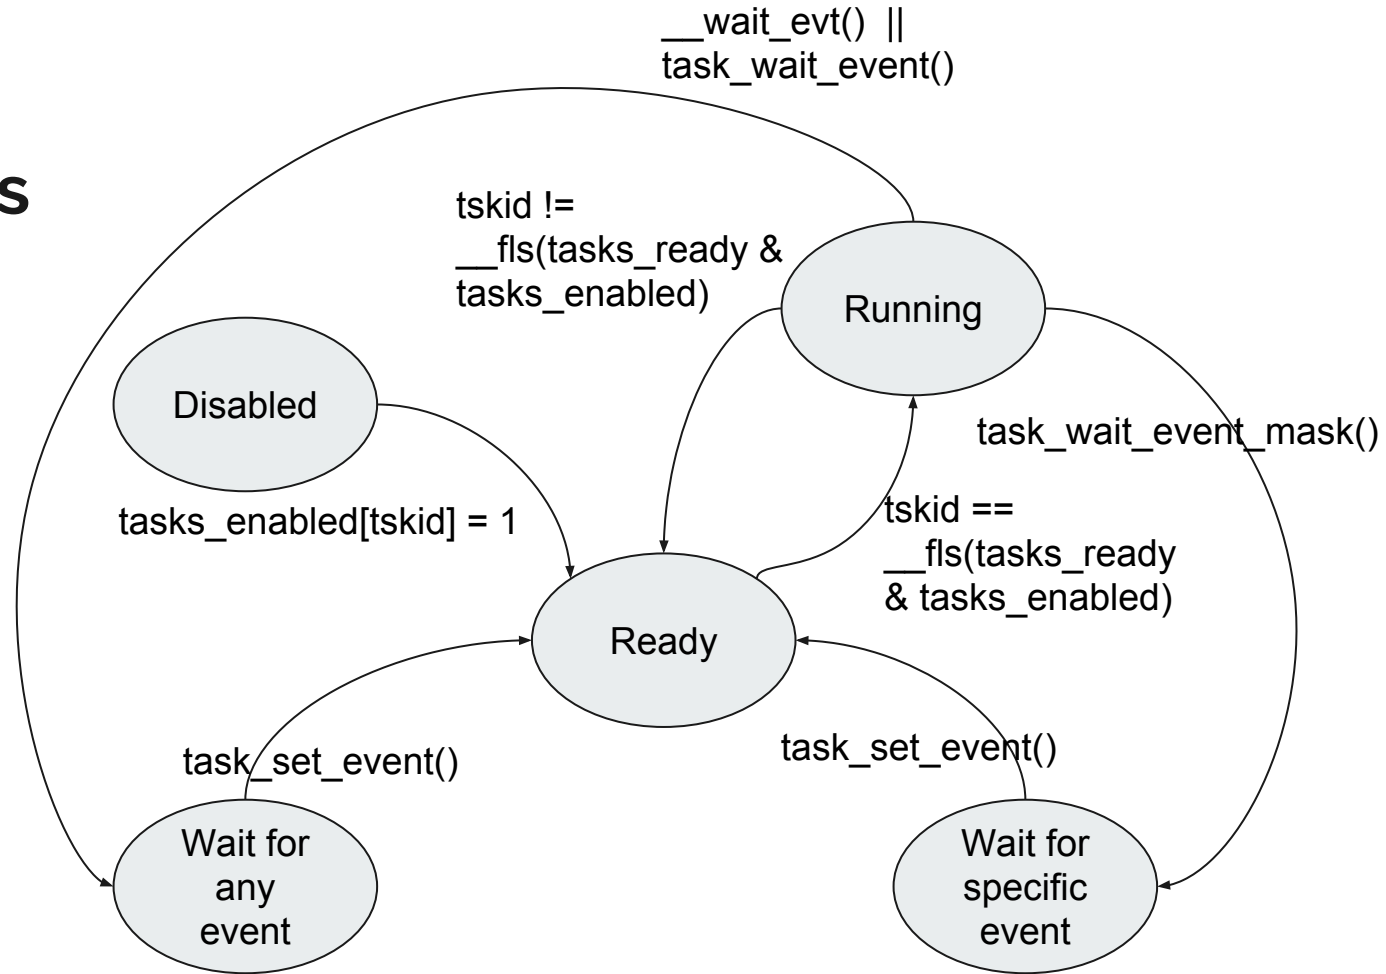 __wait_evt() ||
task_wait_event()
s
tskid !=
__fls(tasks_ready &
tasks_enabled)
Running
Disabled
task_wait_event_mask()
tasks_enabled[tskid] = 1
tskid ==
__fls(tasks_ready
& tasks_enabled)
Ready
task_set_event()
task_set_event()
Wait for
any
event
Wait for
specific
event